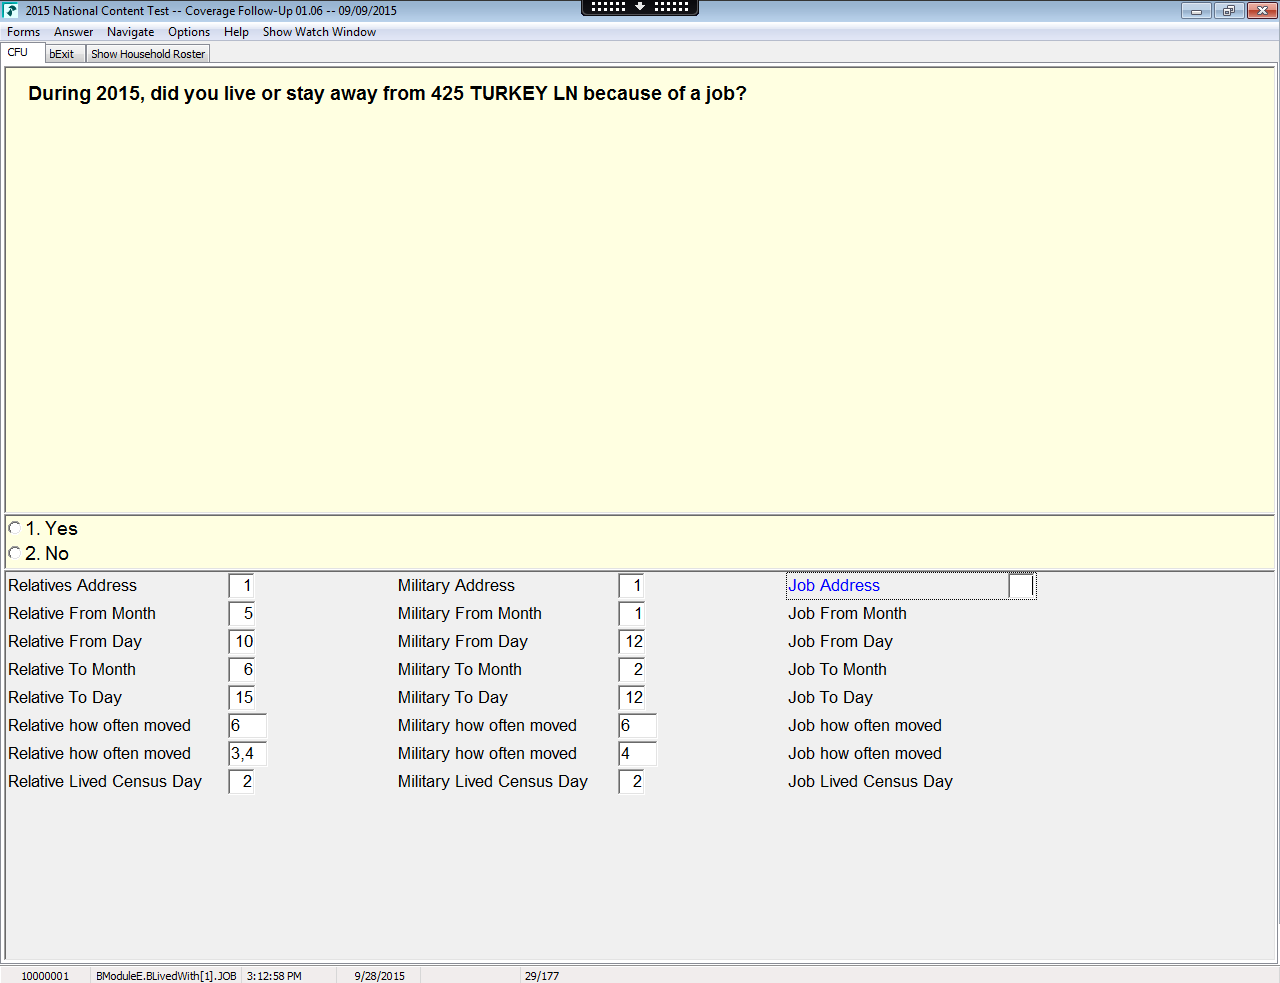 2015 National Content Test -- Coverage Follow-Up 01.06 -- 09/09/2015
Forms Answer Navigate Options Help Show Watch Window
CFU bExit Show Household Roster
During 2015, did you live or stay away from 425 TURKEY LN because of a job?
1. Yes
2. No
Relatives Address 1 Military Address 1 Job Address
Relative From Month 5 Military From Month 1 Job From Month
Relative From Day 10 Military From Day 12 Job From Day
Relative To Month 6 Military To Month 2 Job To Month
Relative To Day 15 Military To Day 12 Job To Day
Relative how often moved 6 Military how often moved 6 Job how often moved
Relative how often moved 3,4 Military how often moved 4 Job how often moved
Relative Lived Census Day 2 Military Lived Census Day 2 Job Lived Census Day
10000001 BModuleE.BLivedWith[1].JOB 3:12:58 PM 9/28/2015 29/177